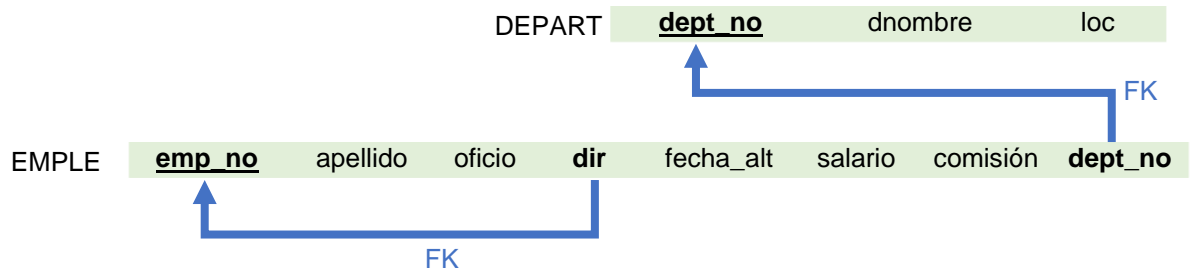 DEPART dept_no dnombre loc
FK
EMPLE emp_no apellido oficio dir fecha_alt salario comisión dept_no
FK